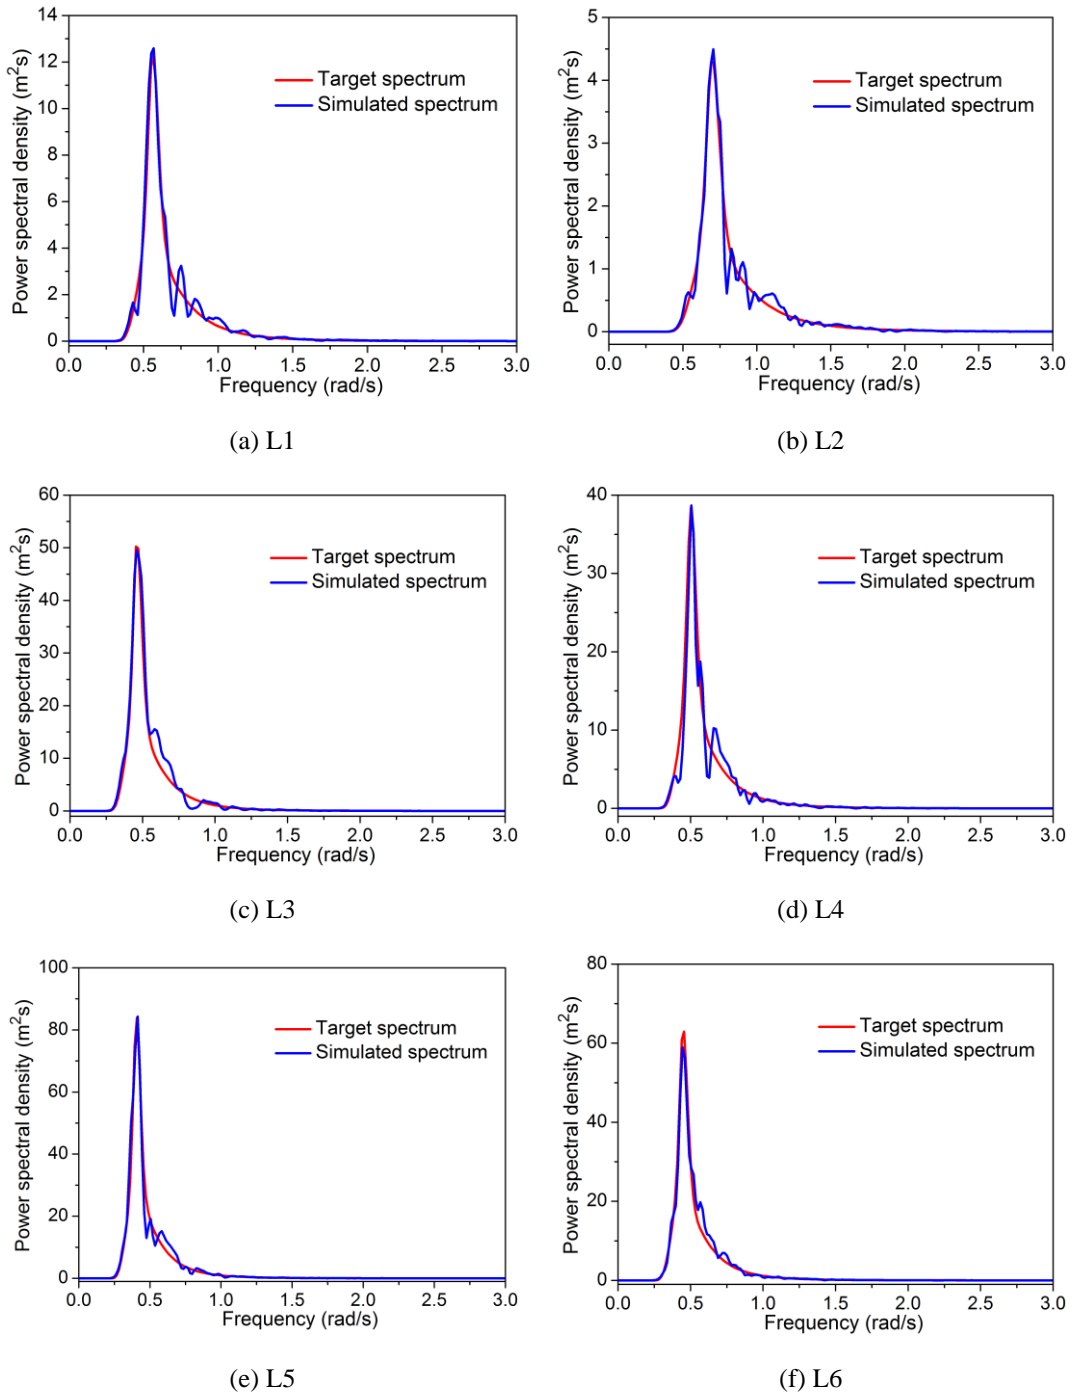 14
12
10
8
6
4
2
0
Power spectral density (m²s)
Target spectrum
Simulated spectrum
0.0 0.5 1.0 1.5 2.0 2.5 3.0
Frequency (rad/s)
(a) L1
5
4
3
2
1
0
Power spectral density (m²s)
Target spectrum
Simulated spectrum
0.0 0.5 1.0 1.5 2.0 2.5 3.0
Frequency (rad/s)
(b) L2
60
50
40
30
20
10
0
Power spectral density (m²s)
Target spectrum
Simulated spectrum
0.0 0.5 1.0 1.5 2.0 2.5 3.0
Frequency (rad/s)
(c) L3
40
30
20
10
0
Power spectral density (m²s)
Target spectrum
Simulated spectrum
0.0 0.5 1.0 1.5 2.0 2.5 3.0
Frequency (rad/s)
(d) L4
100
80
60
40
20
0
Power spectral density (m²s)
Target spectrum
Simulated spectrum
0.0 0.5 1.0 1.5 2.0 2.5 3.0
Frequency (rad/s)
(e) L5
80
60
40
20
0
Power spectral density (m²s)
Target spectrum
Simulated spectrum
0.0 0.5 1.0 1.5 2.0 2.5 3.0
Frequency (rad/s)
(f) L6